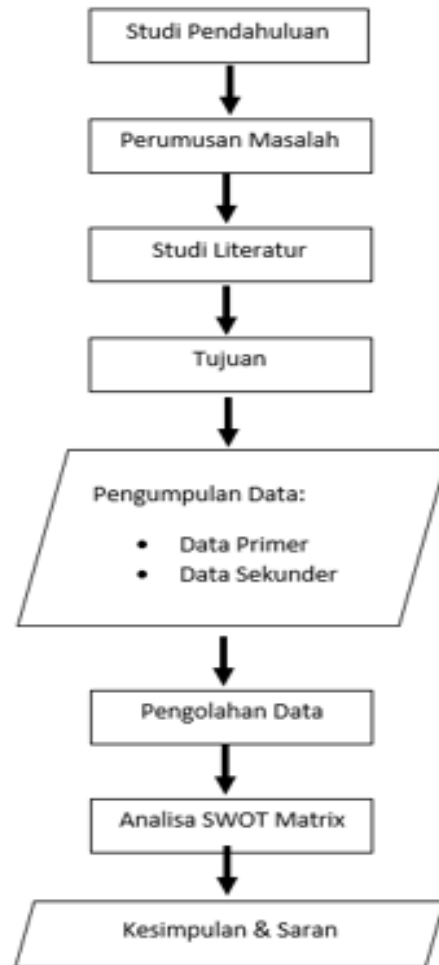 Studi Pendahuluan
Perumusan Masalah
Studi Literatur
Tujuan
Pengumpulan Data:
• Data Primer
• Data Sekunder
Pengolahan Data
Analisa SWOT Matrix
Kesimpulan & Saran